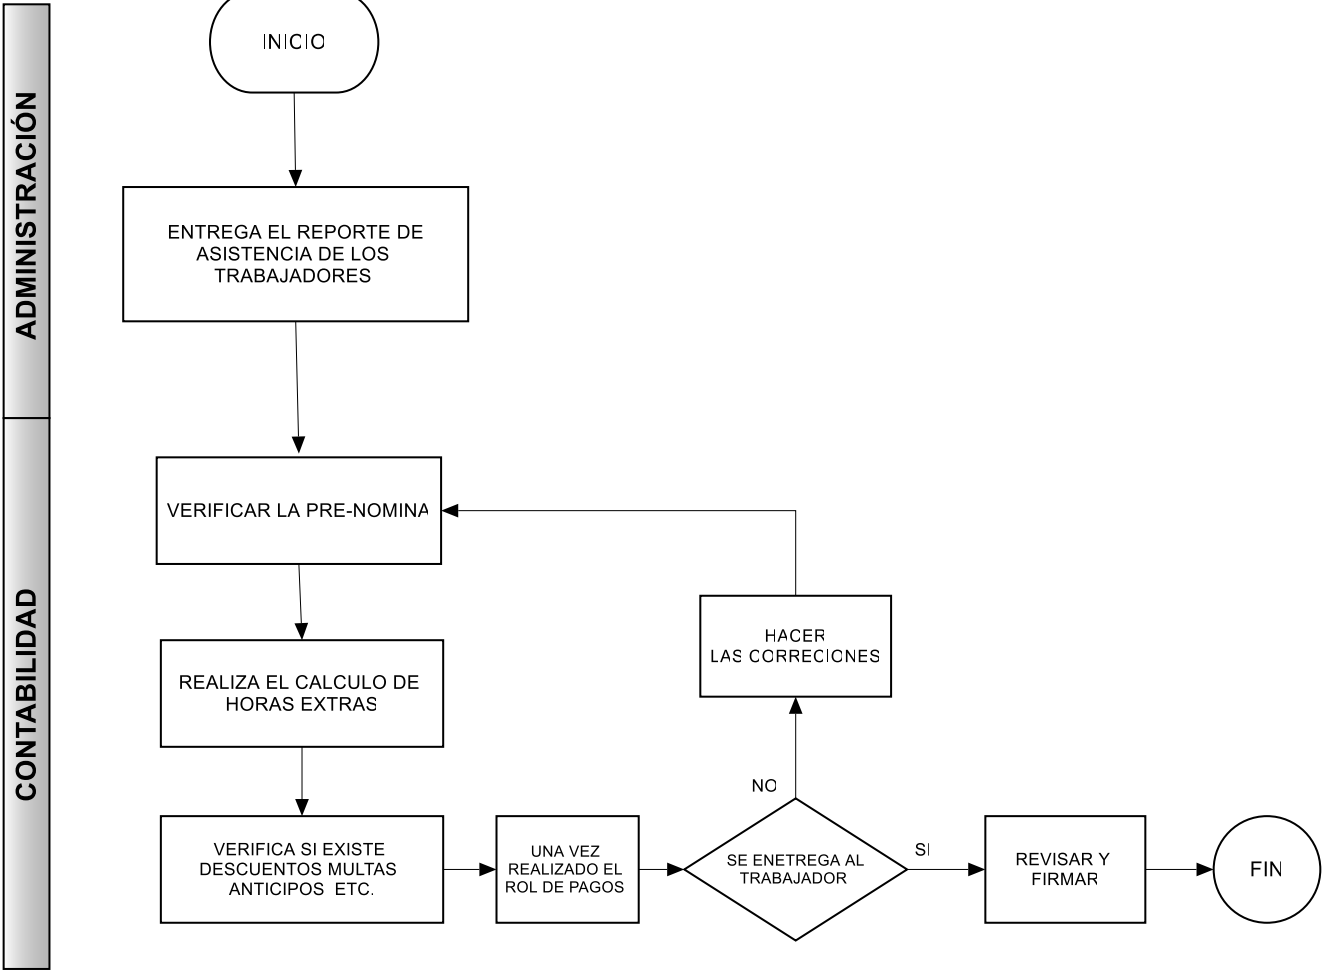 ADMINISTRACIÓN
INICIO
ENTREGA EL REPORTE DE
ASISTENCIA DE LOS
TRABAJADORES
CONTABILIDAD
VERIFICAR LA PRE-NOMINA
HACER
LAS CORRECIONES
REALIZA EL CALCULO DE
HORAS EXTRAS
VERIFICA SI EXISTE
DESCUENTOS MULTAS
ANTICIPOS  ETC.
UNA VEZ
REALIZADO EL
ROL DE PAGOS
NO
SE ENETREGA AL
TRABAJADOR
SI
REVISAR Y
FIRMAR
FIN